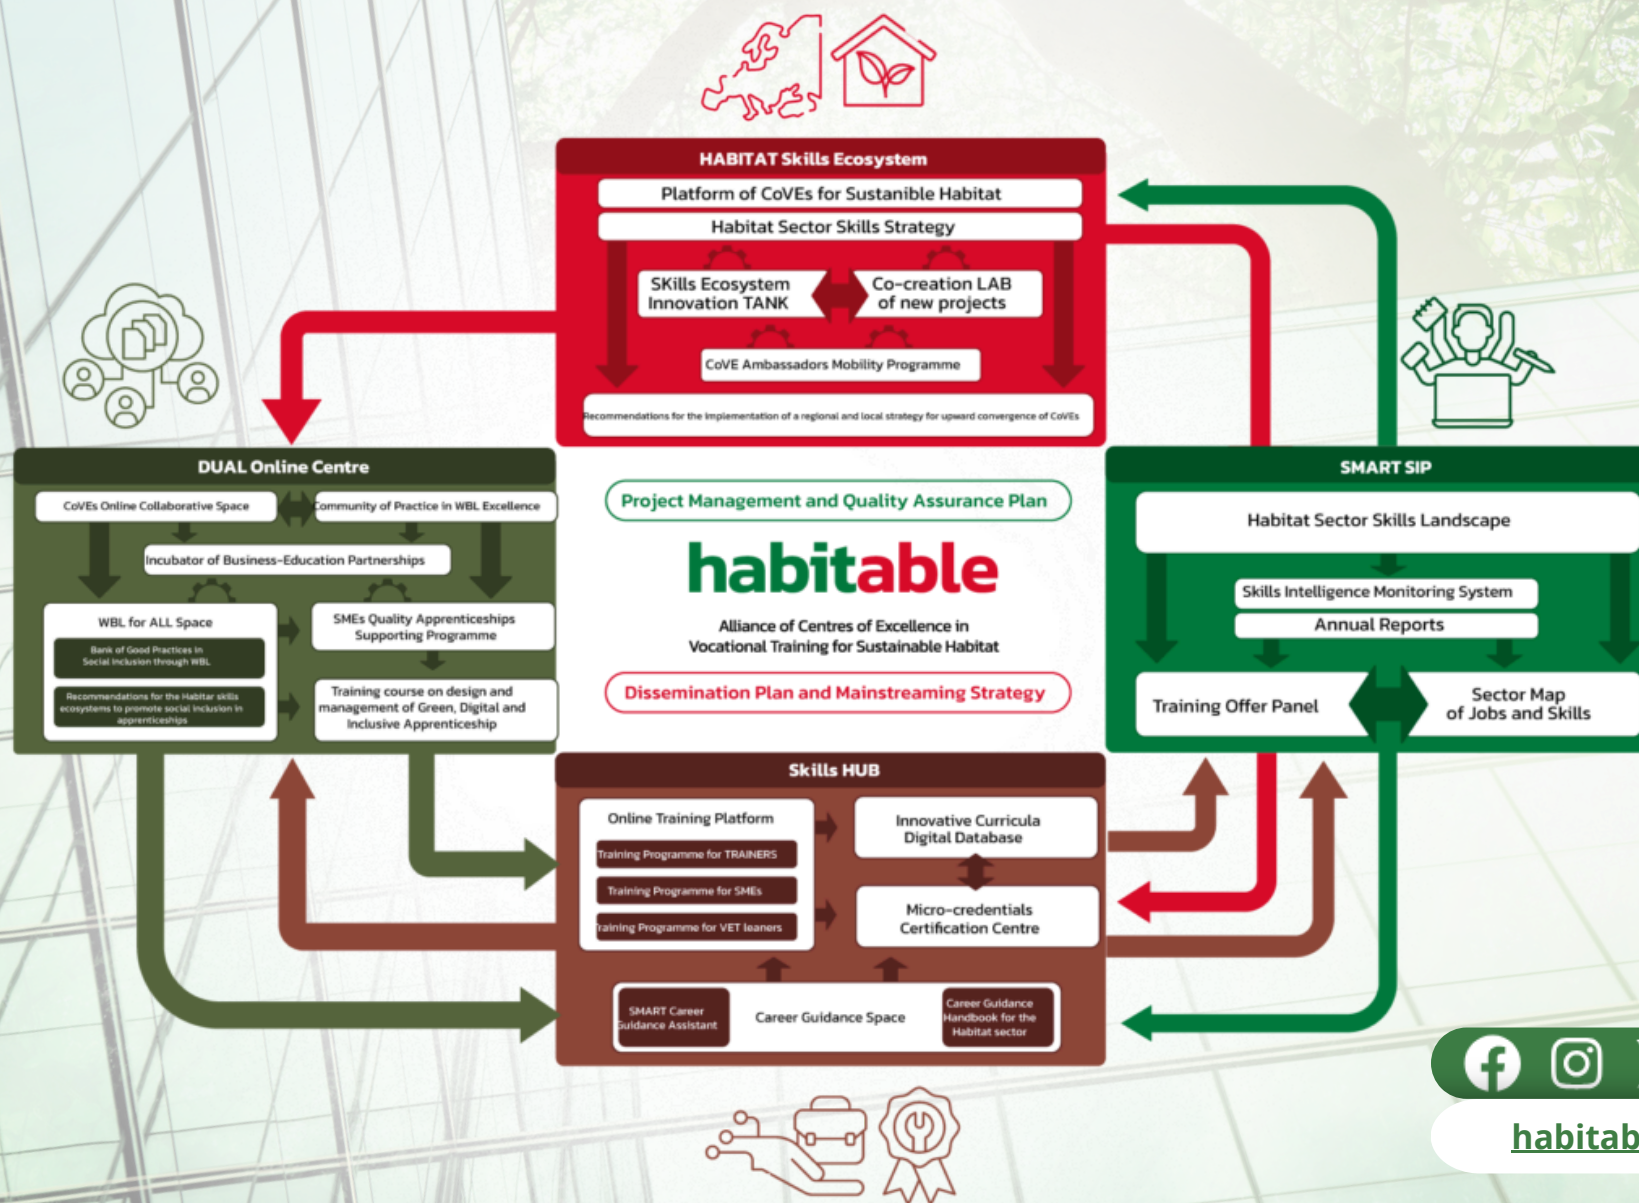 HABITAT Skills Ecosystem
Platform of CoVEs for Sustanible Habitat
Habitat Sector Skills Strategy
SKills Ecosystem
Innovation TANK
Co-creation LAB
of new projects
CoVE Ambassadors Mobility Programme
Recommendations for the implementation of a regional and local strategy for upward convergence of CoVEs
DUAL Online Centre
CoVEs Online Collaborative Space
Community of Practice in WBL Excellence
Incubator of Business-Education Partnerships
WBL for ALL Space
Bank of Good Practices in
Social Inclusion through WBL
Recommendations for the Habitar skills
ecosystems to promote social inclusion in
apprenticeships
SMEs Quality Apprenticeships
Supporting Programme
Training course on design and
management of Green, Digital and
Inclusive Apprenticeship
Project Management and Quality Assurance Plan
habitable
Alliance of Centres of Excellence in
Vocational Training for Sustainable Habitat
Dissemination Plan and Mainstreaming Strategy
SMART SIP
Habitat Sector Skills Landscape
Skills Intelligence Monitoring System
Annual Reports
Training Offer Panel
Sector Map
of Jobs and Skills
Skills HUB
Online Training Platform
Training Programme for TRAINERS
Training Programme for SMEs
Training Programme for VET leaners
Innovative Curricula
Digital Database
Micro-credentials
Certification Centre
SMART Career
Guidance Assistant
Career Guidance Space
Career Guidance
Handbook for the
Habitat sector
habitab